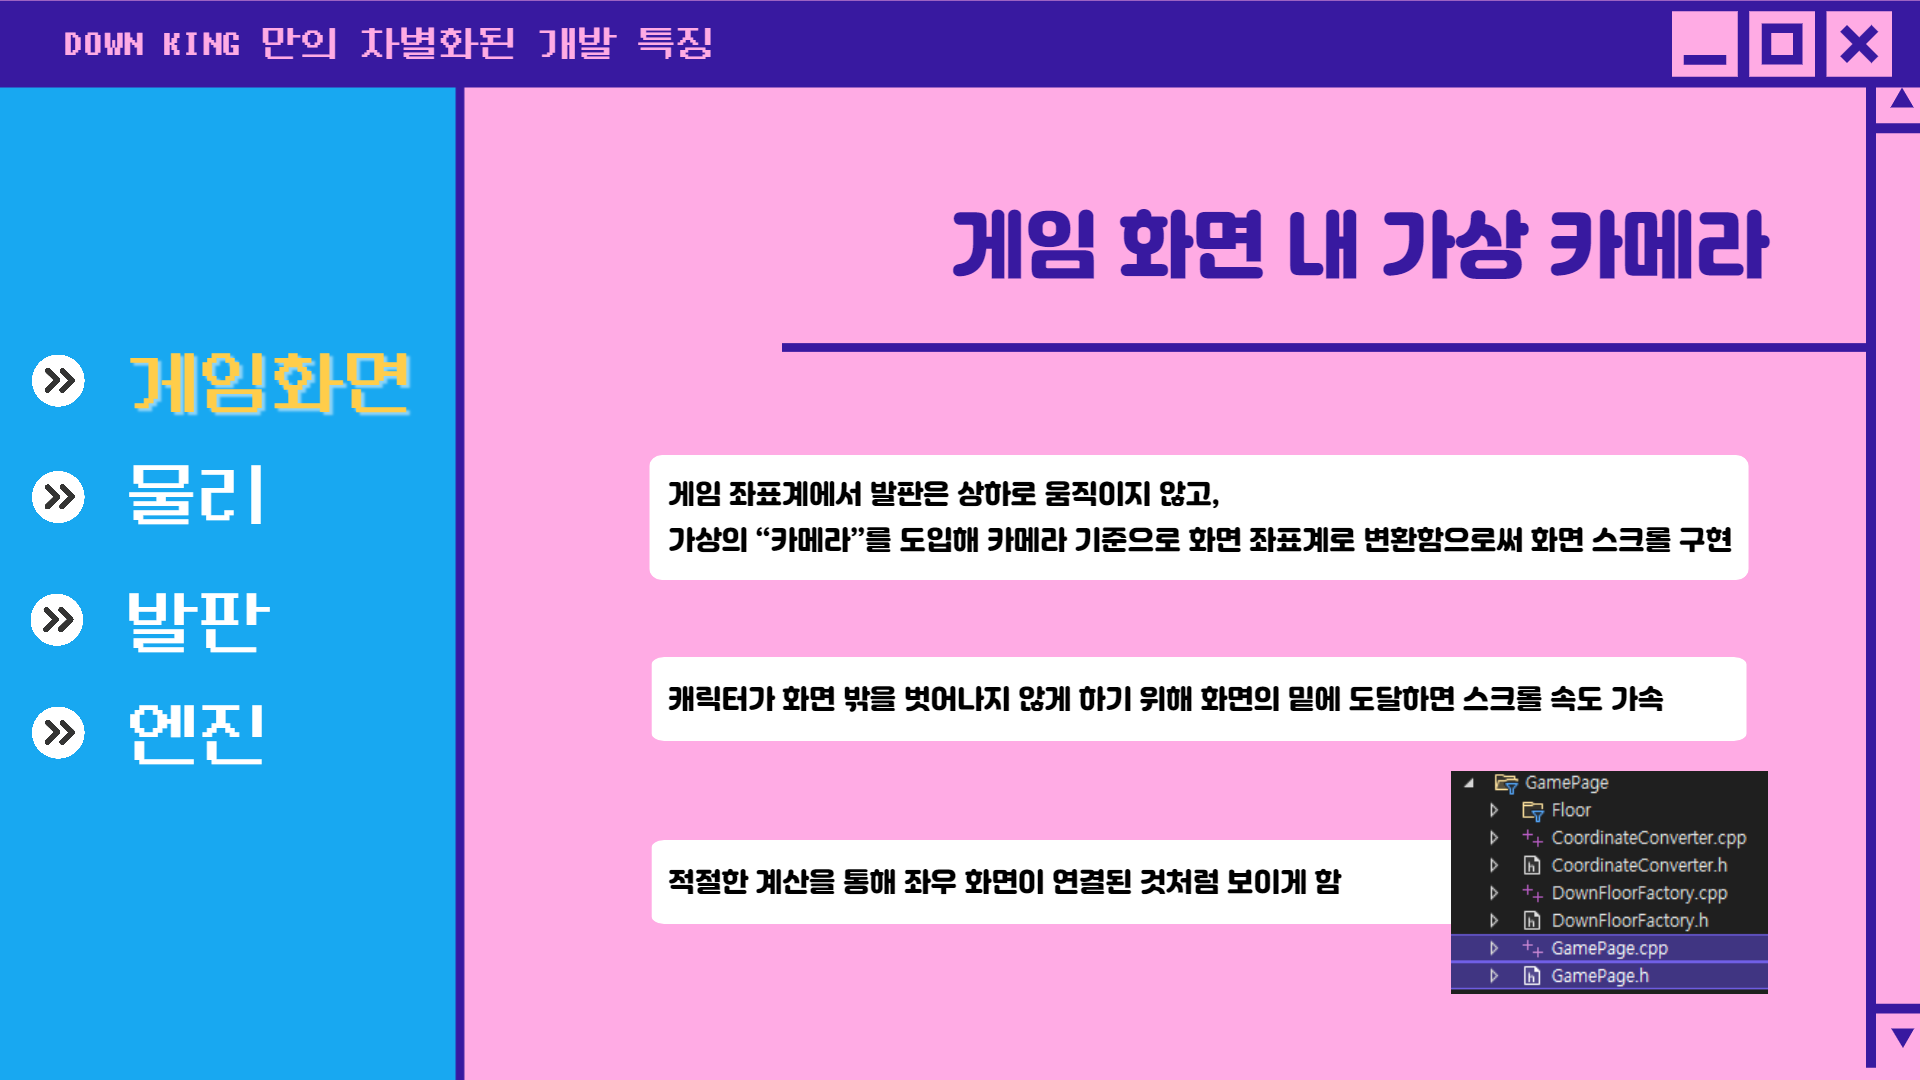 DOWN KING 만의 차별화된 개발 특징
게임화면
물리
발판
엔진
게임 화면 내 가상 카메라
게임 좌표계에서 발판은 상하로 움직이지 않고,
가상의 “카메라”를 도입해 카메라 기준으로 화면 좌표계로 변환함으로써 화면 스크롤 구현
캐릭터가 화면 밖을 벗어나지 않게 하기 위해 화면의 밑에 도달하면 스크롤 속도 가속
적절한 계산을 통해 좌우 화면이 연결된 것처럼 보이게 함
GamePage
Floor
CoordinateConverter.cpp
CoordinateConverter.h
DownFloorFactory.cpp
DownFloorFactory.h
GamePage.cpp
GamePage.h